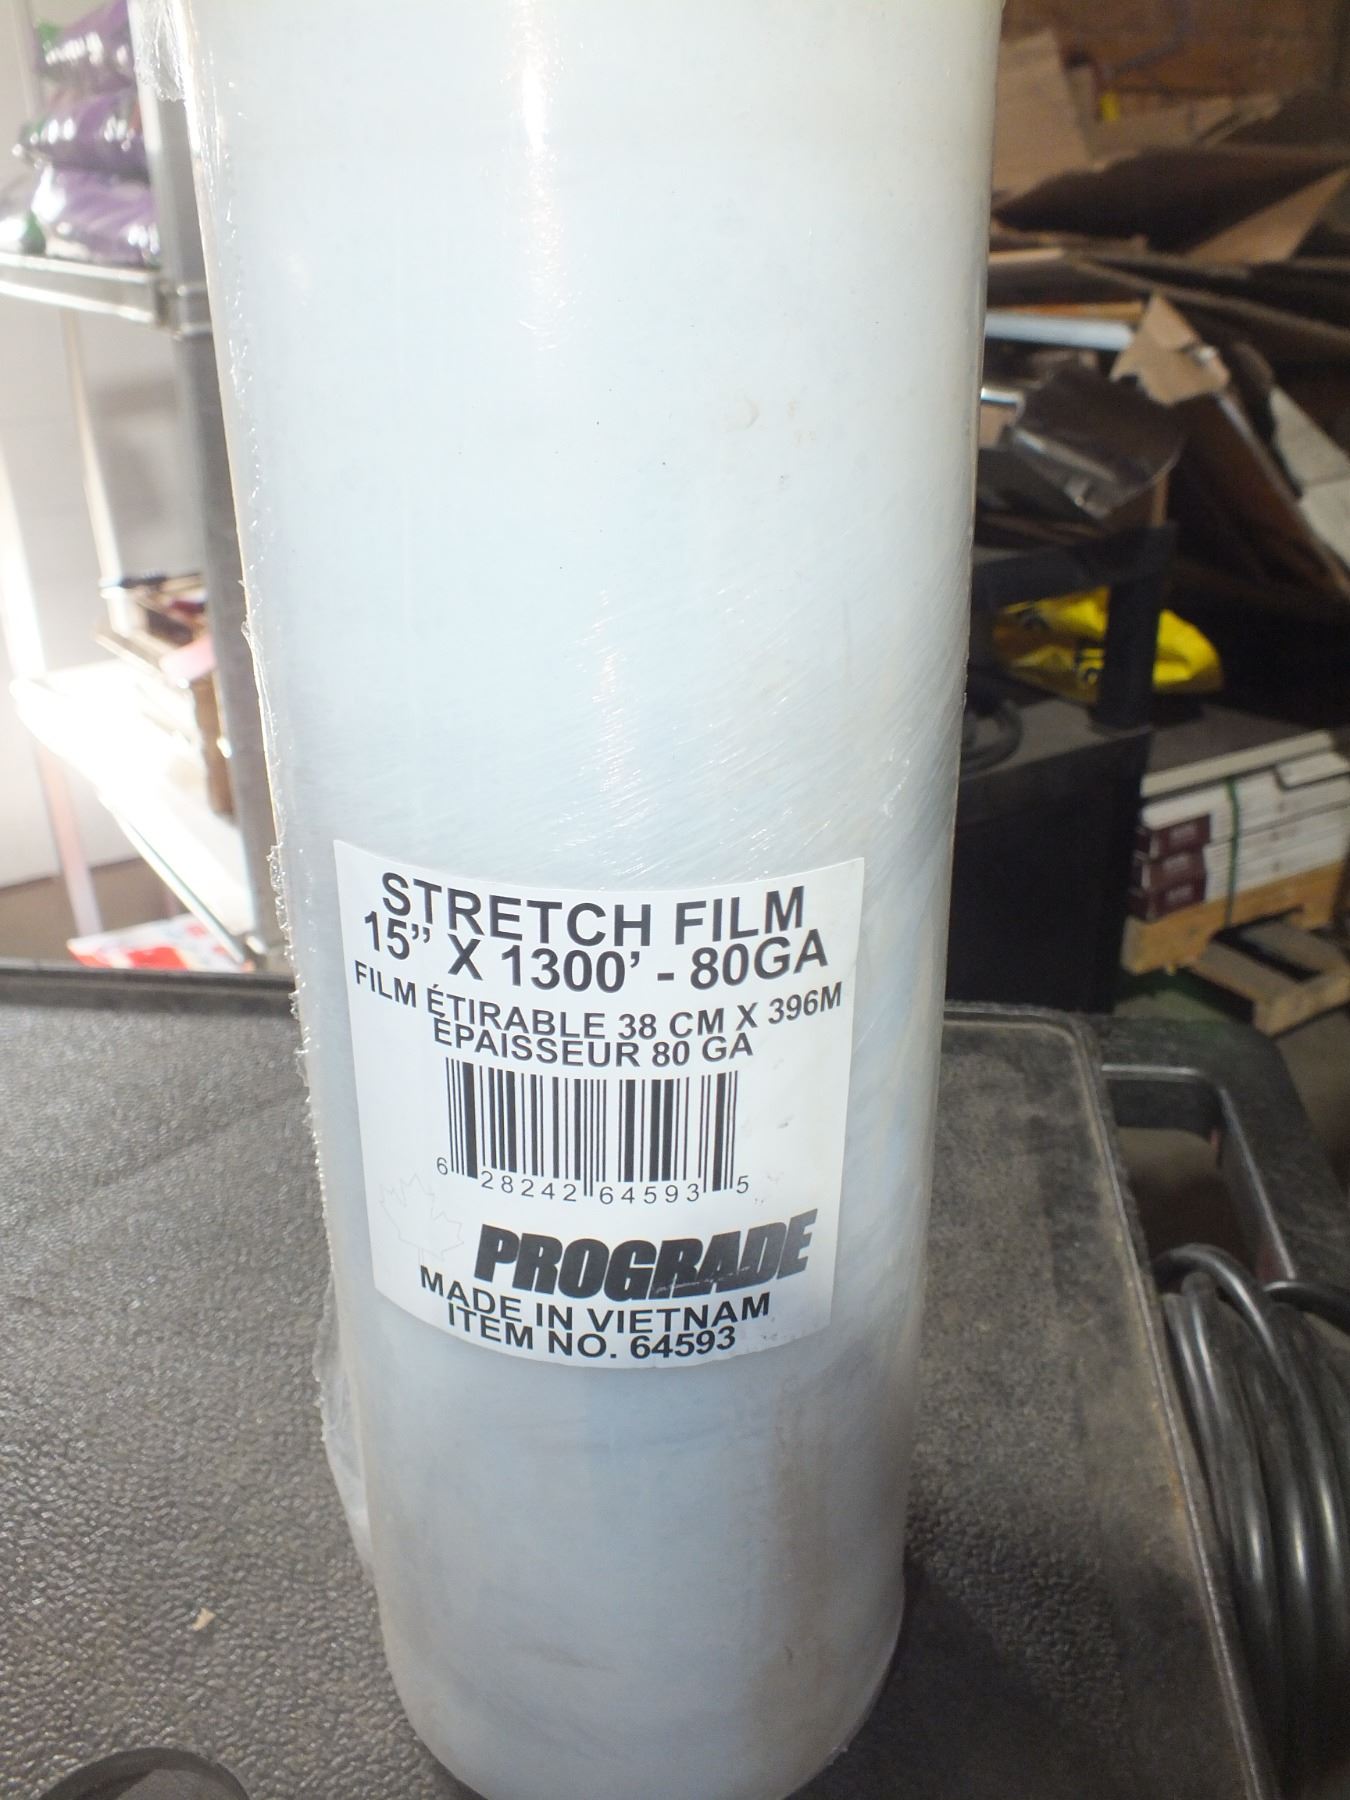 STRETCH FILM
15” X 1300’ - 80GA
FILM ÉTIRABLE 38 CM X 396M
ÉPAISSEUR 80 GA
6 28242 64593 5
PROGRADE
MADE IN VIETNAM
ITEM NO. 64593